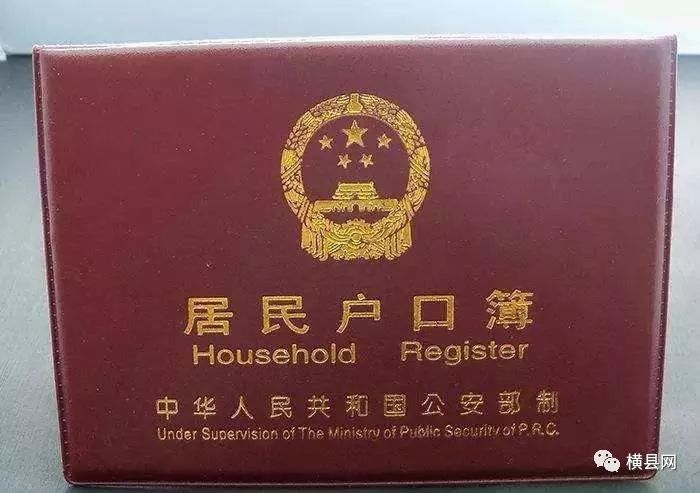 居民户口簿
Household Register
中华人民共和国公安部制
Under Supervision of The Ministry of Public Security of P.R.C.
横县网